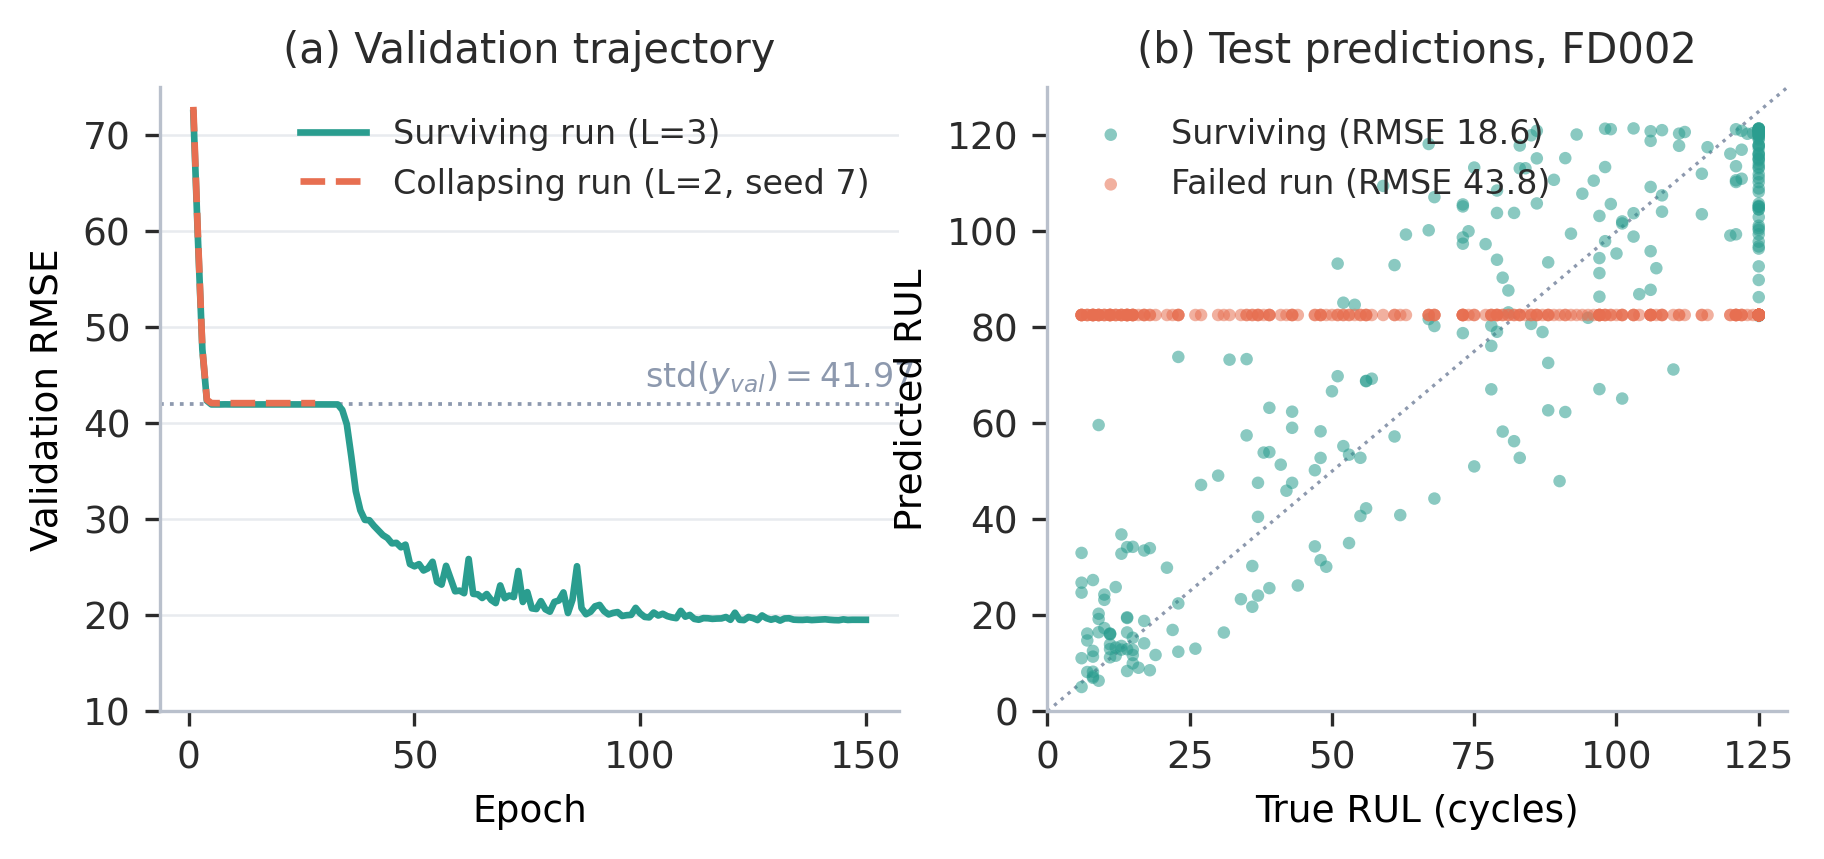 (a) Validation trajectory
Validation RMSE
70
60
50
40
30
20
10
Surviving run (L=3)
Collapsing run (L=2, seed 7)
std(y_val) = 41.97
0
50
100
150
Epoch
(b) Test predictions, FD002
Predicted RUL
120
100
80
60
40
20
0
Surviving (RMSE 18.6)
Failed run (RMSE 43.8)
0
25
50
75
100
125
True RUL (cycles)